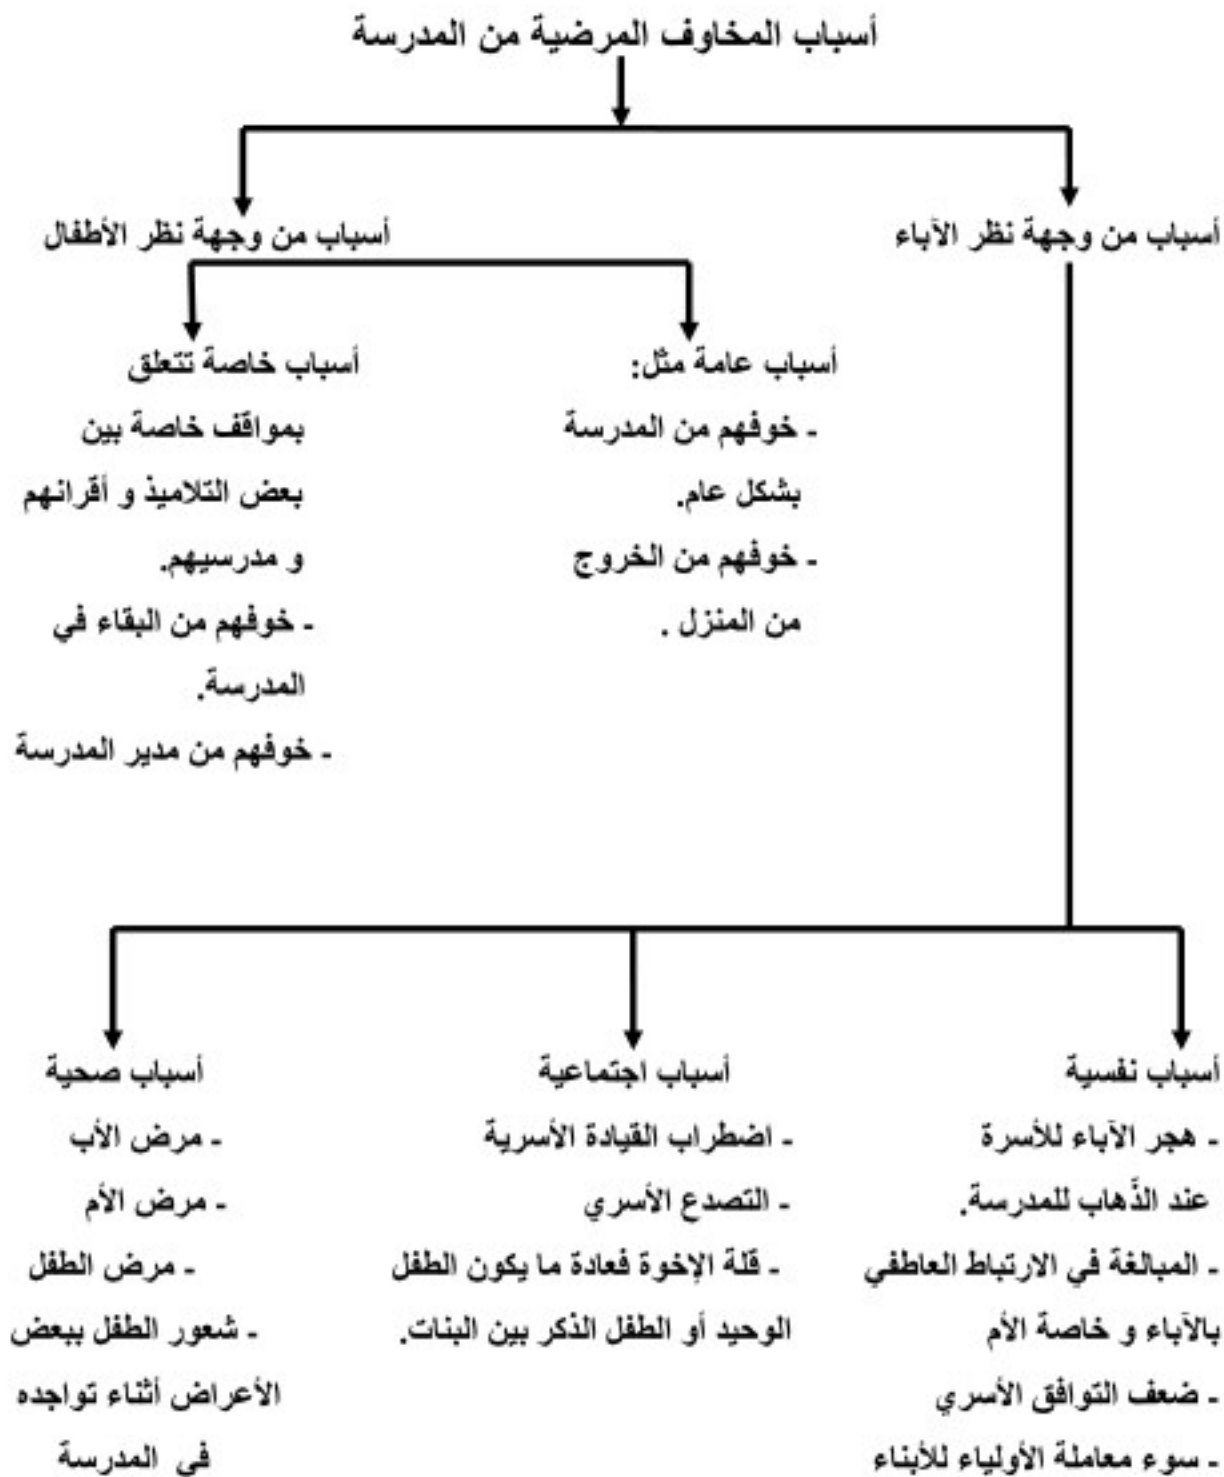 أسباب المخاوف المرضية من المدرسة
أسباب من وجهة نظر الآباء
أسباب من وجهة نظر الأطفال
أسباب عامة مثل:
- خوفهم من المدرسة
بشكل عام.
- خوفهم من الخروج
من المنزل .
أسباب خاصة تتعلق
بمواقف خاصة بين
بعض التلاميذ و أقرانهم
و مدرسيهم.
- خوفهم من البقاء في
المدرسة.
- خوفهم من مدير المدرسة
أسباب نفسية
- هجر الآباء للأسرة
عند الذَّهاب للمدرسة.
- المبالغة في الارتباط العاطفي
بالآباء و خاصة الأم
- ضعف التوافق الأسري
- سوء معاملة الأولياء للأبناء
أسباب اجتماعية
- اضطراب القيادة الأسرية
- التصدع الأسري
- قلة الإخوة فعادة ما يكون الطفل
الوحيد أو الطفل الذكر بين البنات.
أسباب صحية
- مرض الأب
- مرض الأم
- مرض الطفل
- شعور الطفل ببعض
الأعراض أثناء تواجده
في المدرسة